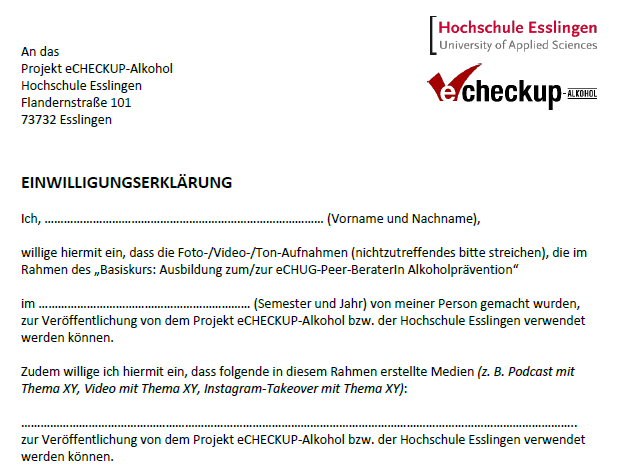 Hochschule Esslingen
University of Applied Sciences
echeckup-ALKOHOL
An das
Projekt eCHECKUP-Alkohol
Hochschule Esslingen
Flandernstraße 101
73732 Esslingen
EINWILLIGUNGSERKLÄRUNG
Ich, …………………………………………………………………………… (Vorname und Nachname),
willige hiermit ein, dass die Foto-/Video-/Ton-Aufnahmen (nichtzutreffendes bitte streichen), die im
Rahmen des „Basiskurs: Ausbildung zum/zur eCHUG-Peer-BeraterIn Alkoholprävention“
im ………………………………………………………… (Semester und Jahr) von meiner Person gemacht wurden,
zur Veröffentlichung von dem Projekt eCHECKUP-Alkohol bzw. der Hochschule Esslingen verwendet
werden können.
Zudem willige ich hiermit ein, dass folgende in diesem Rahmen erstellte Medien (z. B. Podcast mit
Thema XY, Video mit Thema XY, Instagram-Takeover mit Thema XY):
…………………………………………………………………………………………………………………………………………………………..
zur Veröffentlichung von dem Projekt eCHECKUP-Alkohol bzw. der Hochschule Esslingen verwendet
werden können.